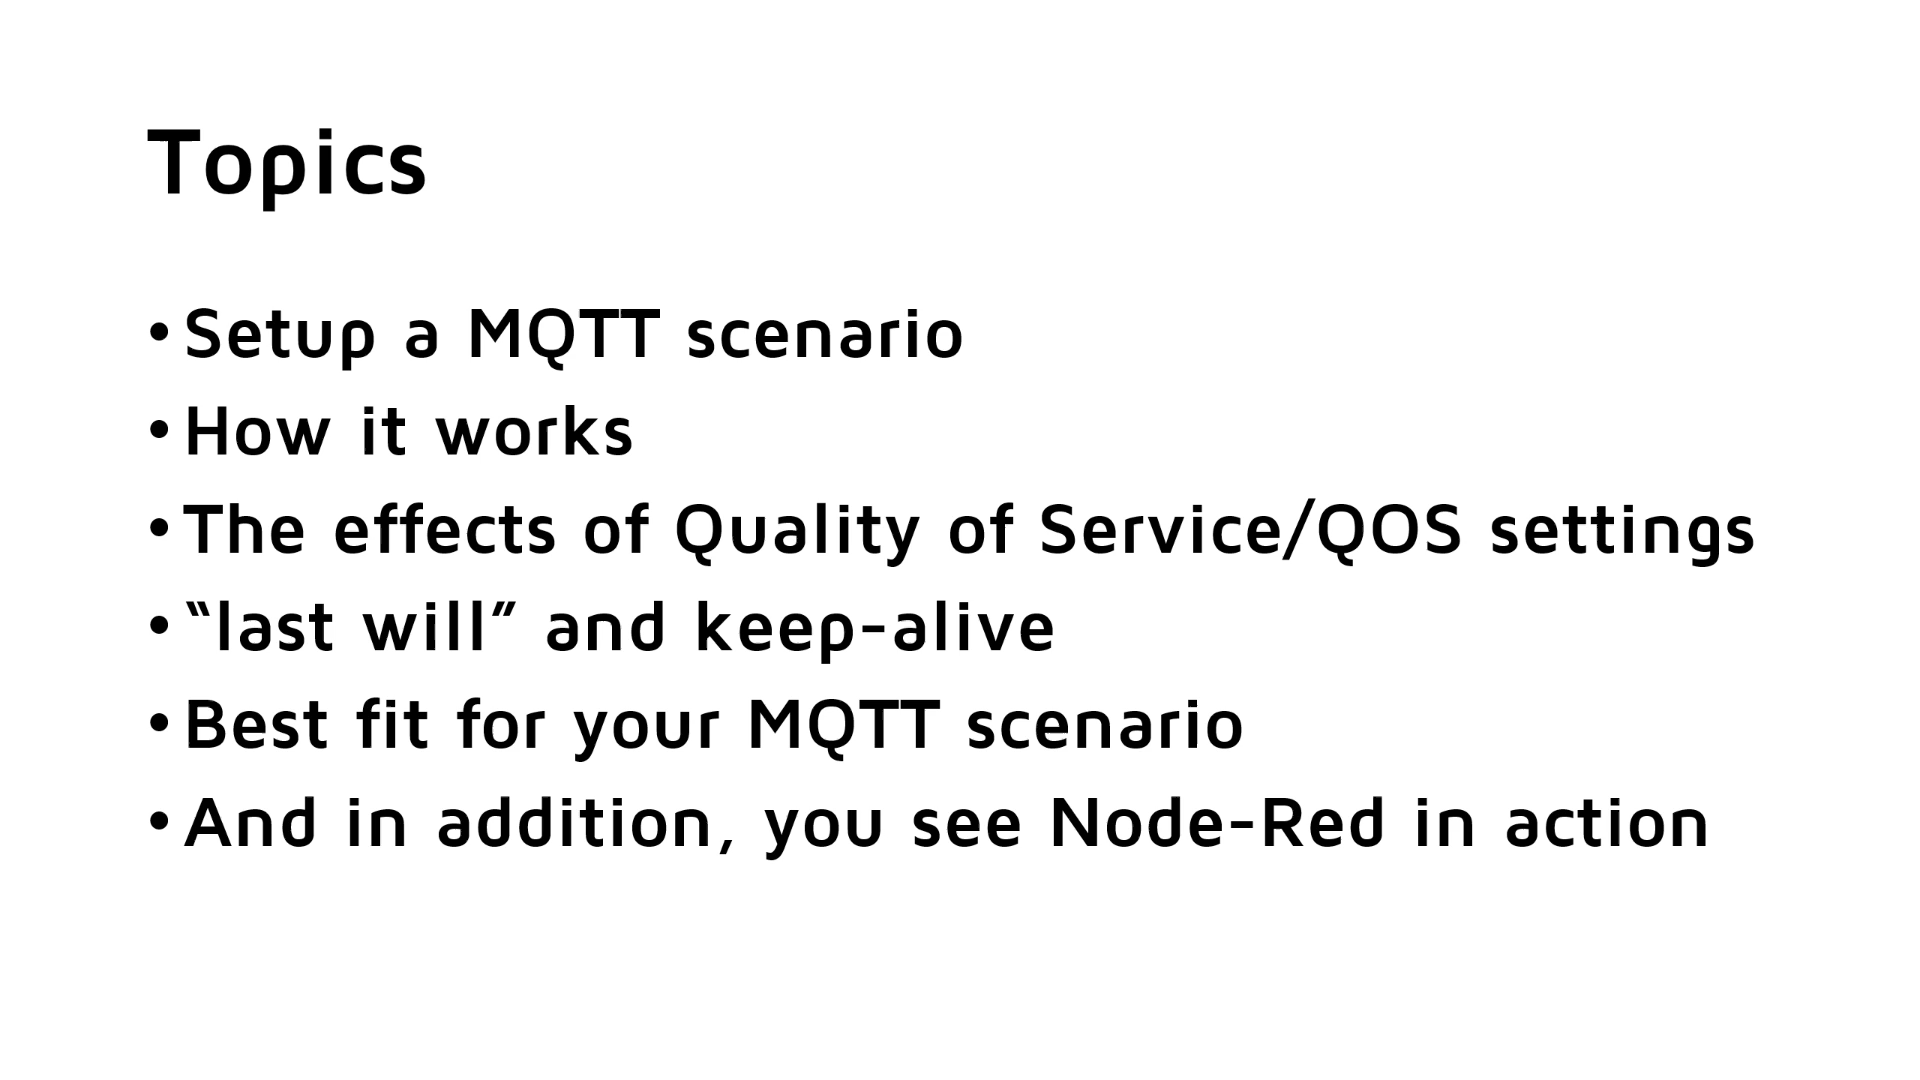 Topics
• Setup a MQTT scenario
• How it works
• The effects of Quality of Service/QOS settings
• “last will” and keep-alive
• Best fit for your MQTT scenario
• And in addition, you see Node-Red in action